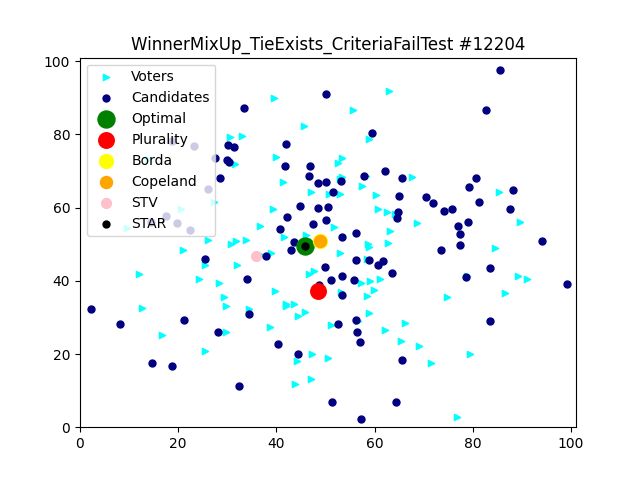 WinnerMixUp_TieExists_CriteriaFailTest #12204
100
80
60
40
20
0
0 20 40 60 80 100
Voters
Candidates
Optimal
Plurality
Borda
Copeland
STV
STAR